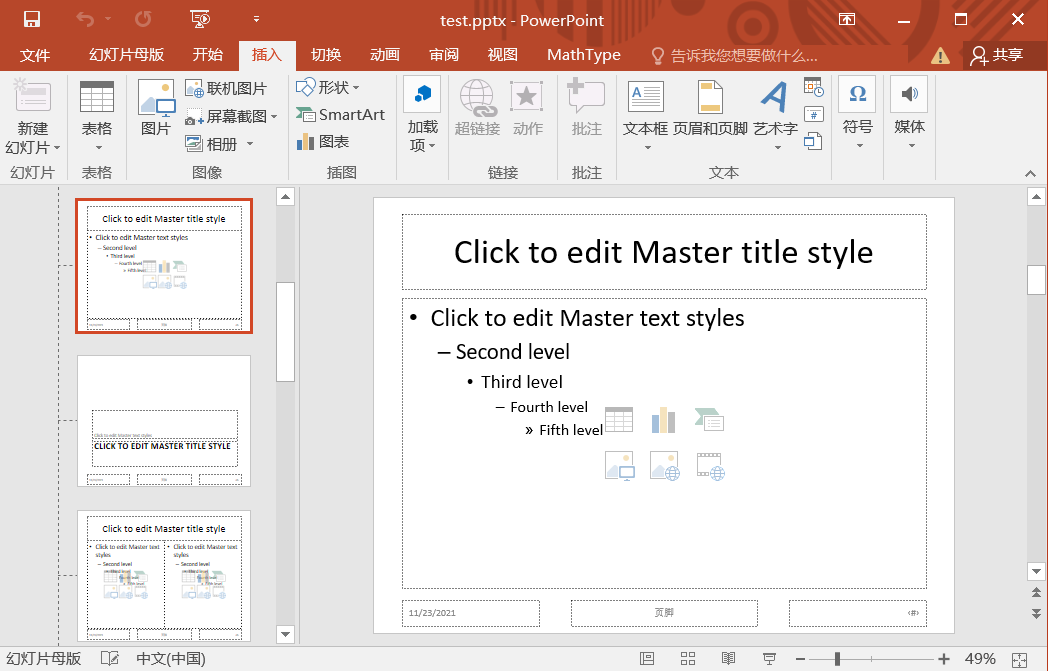 test.pptx - PowerPoint
文件 幻灯片母版 开始 插入 切换 动画 审阅 视图 MathType 告诉我您想要做什么... 共享
新建
幻灯片
表格
图片
联机图片
屏幕截图
相册
形状
SmartArt
图表
加载
项
超链接
动作
批注
文本框
页眉和页脚
艺术字
#
Ω
符号
媒体
幻灯片 表格 图像 插图 链接 批注 文本
Click to edit Master title style
• Click to edit Master text styles
– Second level
• Third level
– Fourth level
» Fifth level
Click to edit Master text styles
CLICK TO EDIT MASTER TITLE STYLE
Click to edit Master title style
• Click to edit Master text
styles
– Second level
• Click to edit Master text
styles
– Second level
Click to edit Master title style
• Click to edit Master text styles
– Second level
• Third level
– Fourth level
» Fifth level
11/23/2021 页脚 ‹#›
幻灯片母版 中文(中国) 49%